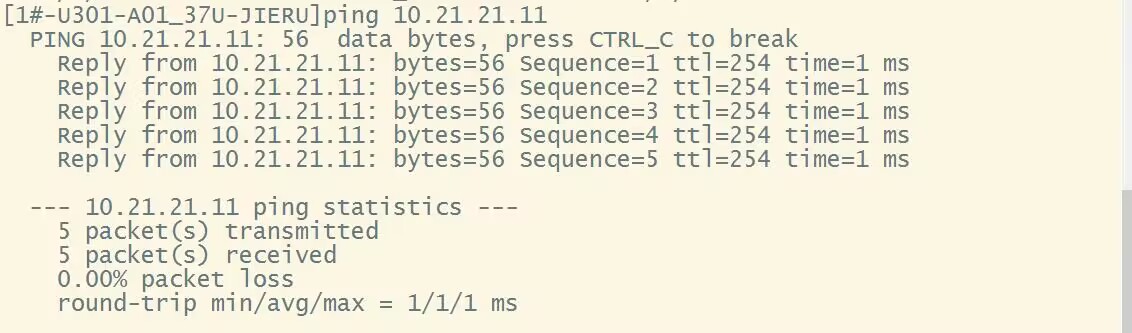 [1#-U301-A01_37U-JIERU]ping 10.21.21.11
PING 10.21.21.11: 56  data bytes, press CTRL_C to break
Reply from 10.21.21.11: bytes=56 Sequence=1 ttl=254 time=1 ms
Reply from 10.21.21.11: bytes=56 Sequence=2 ttl=254 time=1 ms
Reply from 10.21.21.11: bytes=56 Sequence=3 ttl=254 time=1 ms
Reply from 10.21.21.11: bytes=56 Sequence=4 ttl=254 time=1 ms
Reply from 10.21.21.11: bytes=56 Sequence=5 ttl=254 time=1 ms
--- 10.21.21.11 ping statistics ---
5 packet(s) transmitted
5 packet(s) received
0.00% packet loss
round-trip min/avg/max = 1/1/1 ms